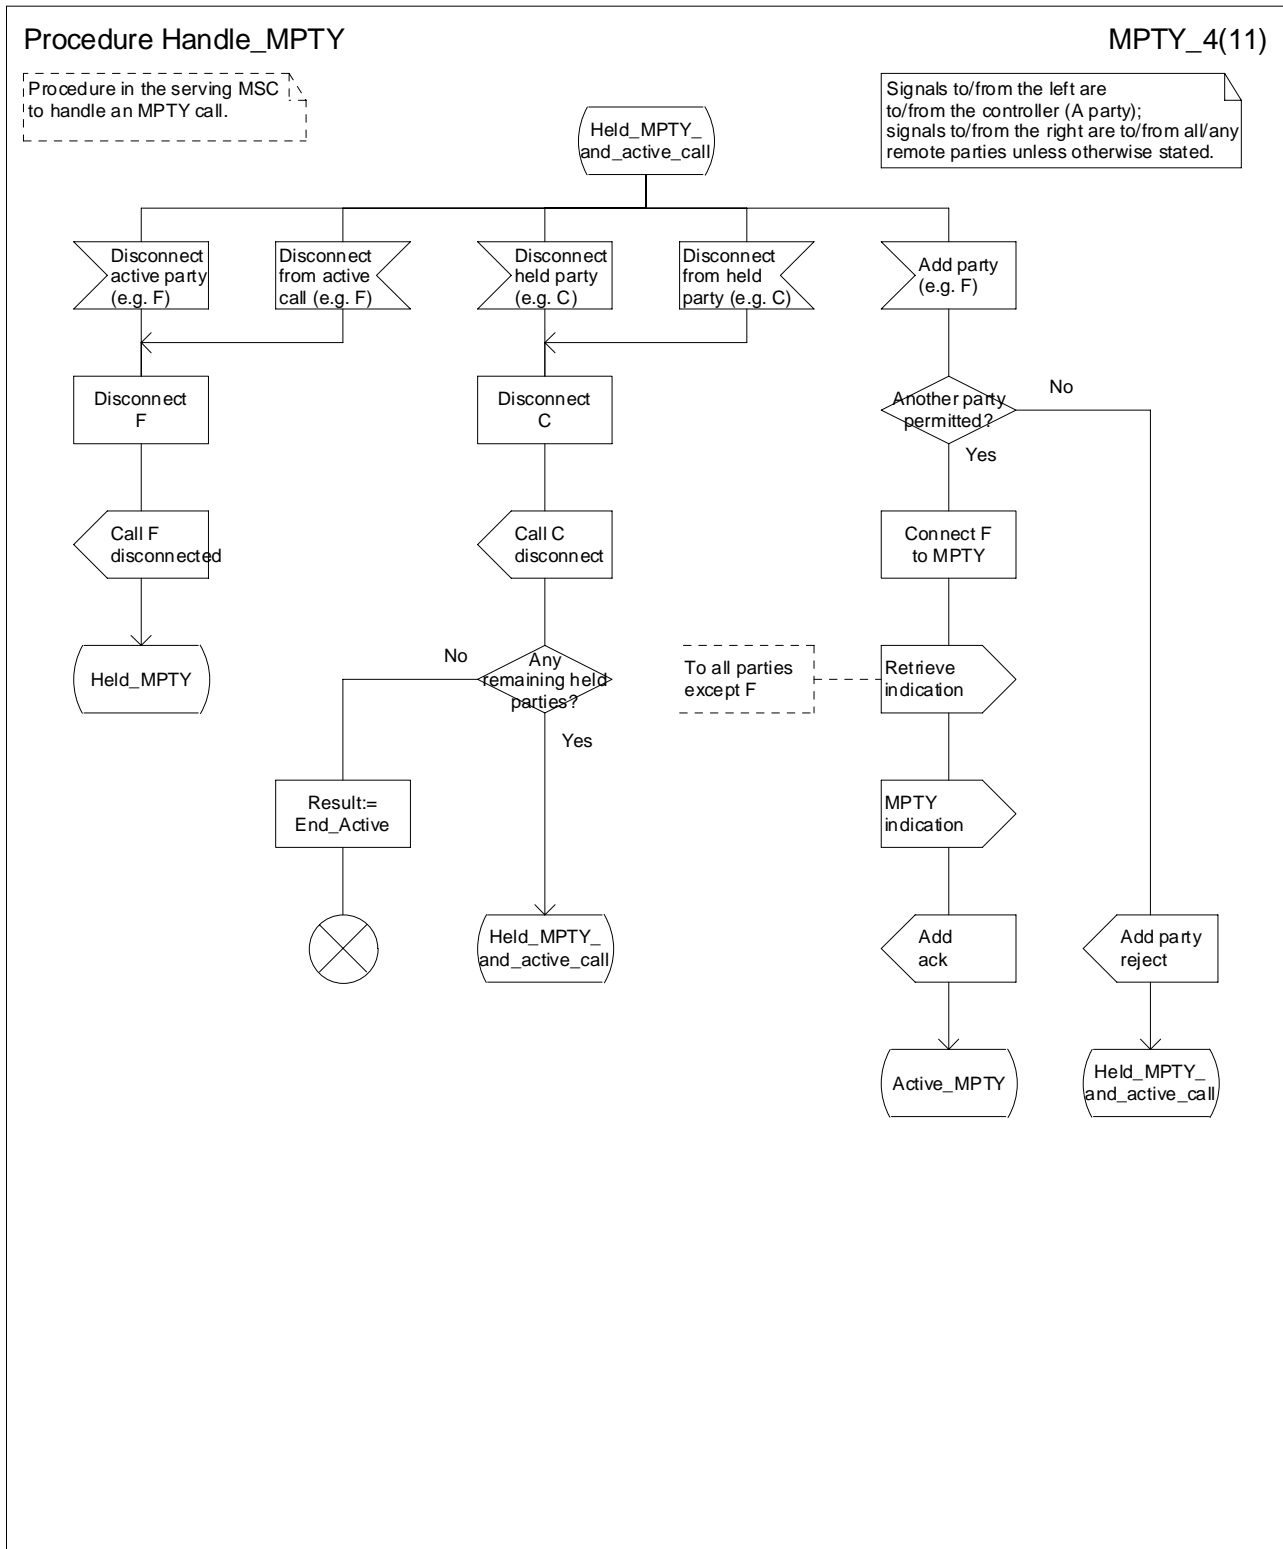 Procedure Handle_MPTY
MPTY_4(11)
Procedure in the serving MSC
to handle an MPTY call.
Signals to/from the left are
to/from the controller (A party);
signals to/from the right are to/from all/any
remote parties unless otherwise stated.
Held_MPTY_
and_active_call
Disconnect
active party
(e.g. F)
Disconnect
from active
call (e.g. F)
Disconnect
held party
(e.g. C)
Disconnect
from held
party (e.g. C)
Add party
(e.g. F)
Disconnect
F
Disconnect
C
Another party
permitted?
No
Yes
Call F
disconnected
Call C
disconnect
Connect F
to MPTY
Held_MPTY
No
Any
remaining held
parties?
Yes
To all parties
except F
Retrieve
indication
Result:=
End_Active
MPTY
indication
Held_MPTY_
and_active_call
Add
ack
Add party
reject
Active_MPTY
Held_MPTY_
and_active_call